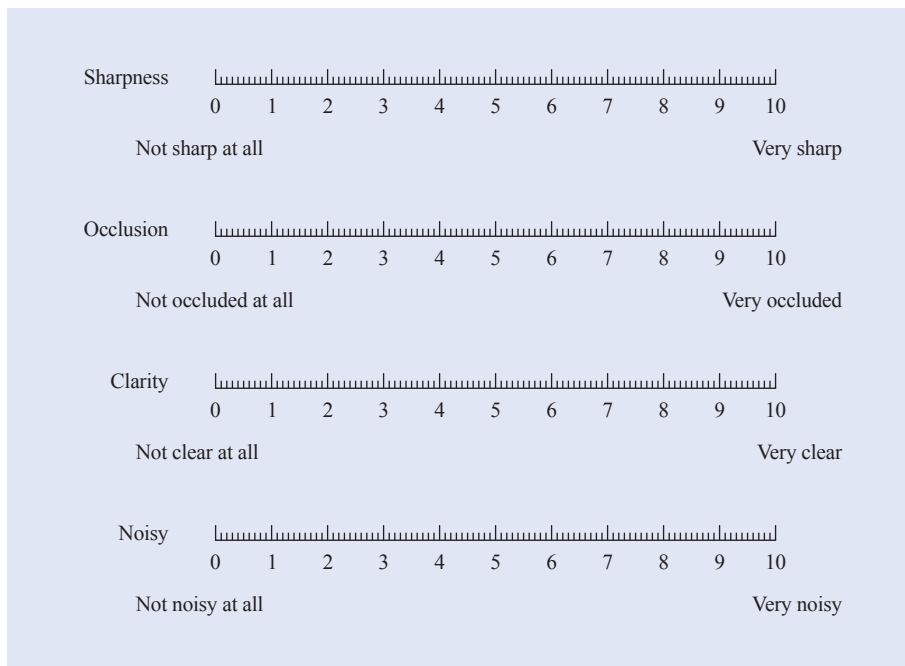 Sharpness
0 1 2 3 4 5 6 7 8 9 10
Not sharp at all Very sharp
Occlusion
0 1 2 3 4 5 6 7 8 9 10
Not occluded at all Very occluded
Clarity
0 1 2 3 4 5 6 7 8 9 10
Not clear at all Very clear
Noisy
0 1 2 3 4 5 6 7 8 9 10
Not noisy at all Very noisy